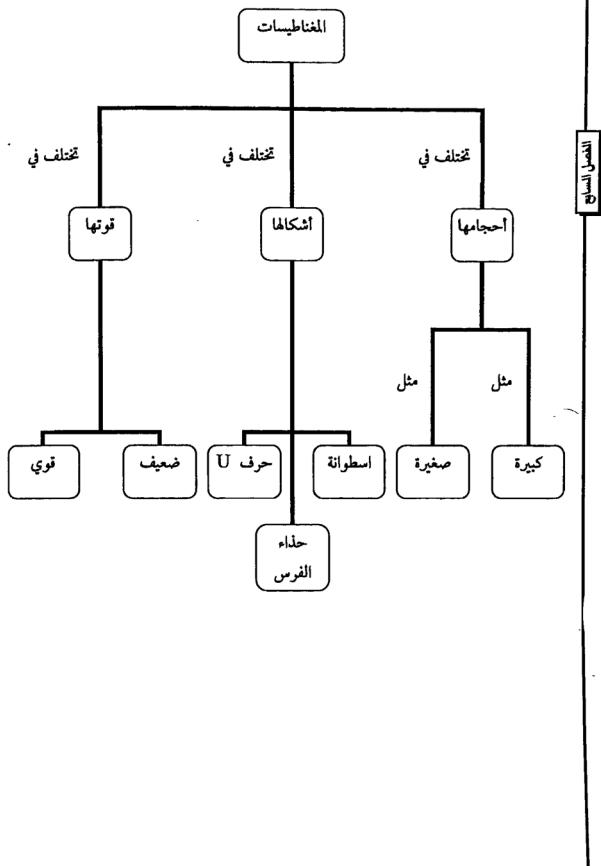 المغناطيسات
تختلف في
تختلف في
تختلف في
الفصل السابع
أحجامها
أشكالها
قوتها
مثل
مثل
كبيرة
صغيرة
اسطوانة
حرف U
ضعيف
قوي
حذاء
الفرس